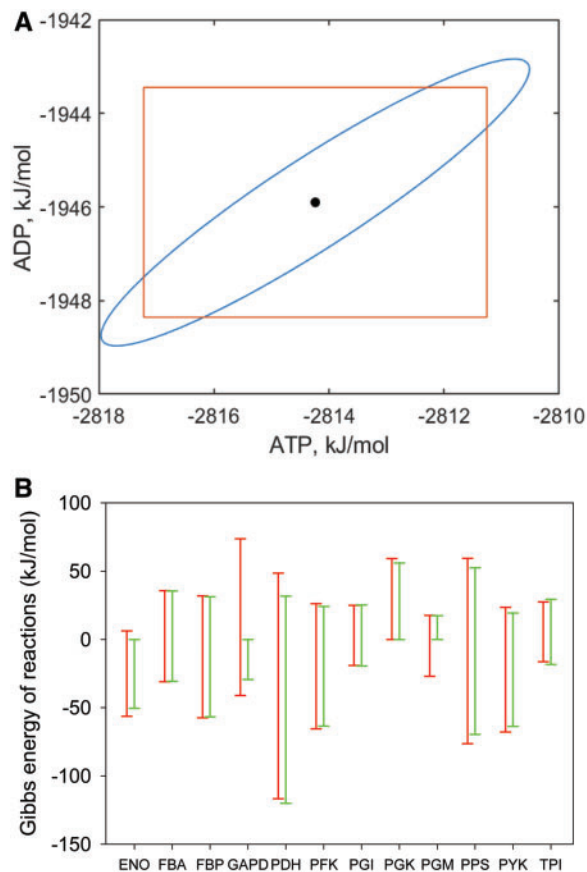 A
-1942
-1944
-1946
-1948
-1950
ADP, kJ/mol
-2818 -2816 -2814 -2812 -2810
ATP, kJ/mol
B
100
50
0
-50
-100
-150
Gibbs energy of reactions (kJ/mol)
ENO FBA FBP GAPD PDH PFK PGI PGK PGM PPS PYK TPI